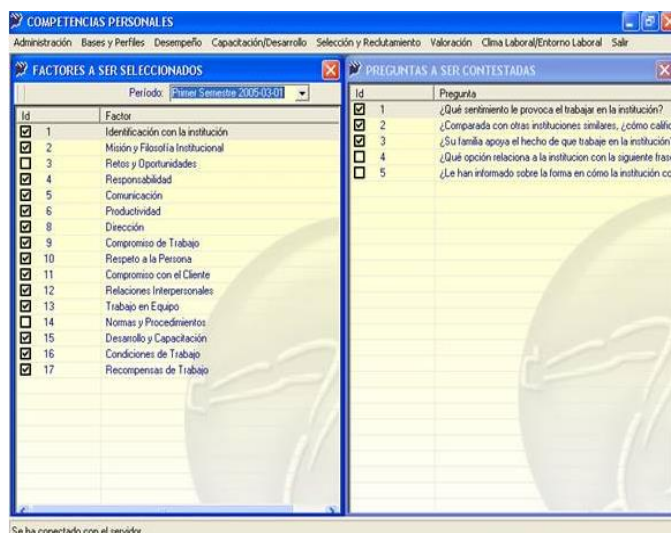 COMPETENCIAS PERSONALES
Administración Bases y Perfiles Desempeño Capacitación/Desarrollo Selección y Reclutamiento Valoración Clima Laboral/Entorno Laboral Salir
FACTORES A SER SELECCIONADOS
Período: Primer Semestre 2005-03-01
Id Factor
1 Identificación con la institución
2 Misión y Filosofía Institucional
3 Retos y Oportunidades
4 Responsabilidad
5 Comunicación
6 Productividad
8 Dirección
9 Compromiso de Trabajo
10 Respeto a la Persona
11 Compromiso con el Cliente
12 Relaciones Interpersonales
13 Trabajo en Equipo
14 Normas y Procedimientos
15 Desarrollo y Capacitación
16 Condiciones de Trabajo
17 Recompensas de Trabajo
PREGUNTAS A SER CONTESTADAS
Id Pregunta
1 ¿Qué sentimiento le provoca el trabajar en la institución?
2 ¿Comparada con otras instituciones similares, ¿cómo califi
3 ¿Su familia apoya el hecho de que trabaje en la institución?
4 ¿Qué opción relaciona a la institucion con la siguiente fras
5 ¿Le han informado sobre la forma en cómo la institución co
Se ha conectado con el servidor